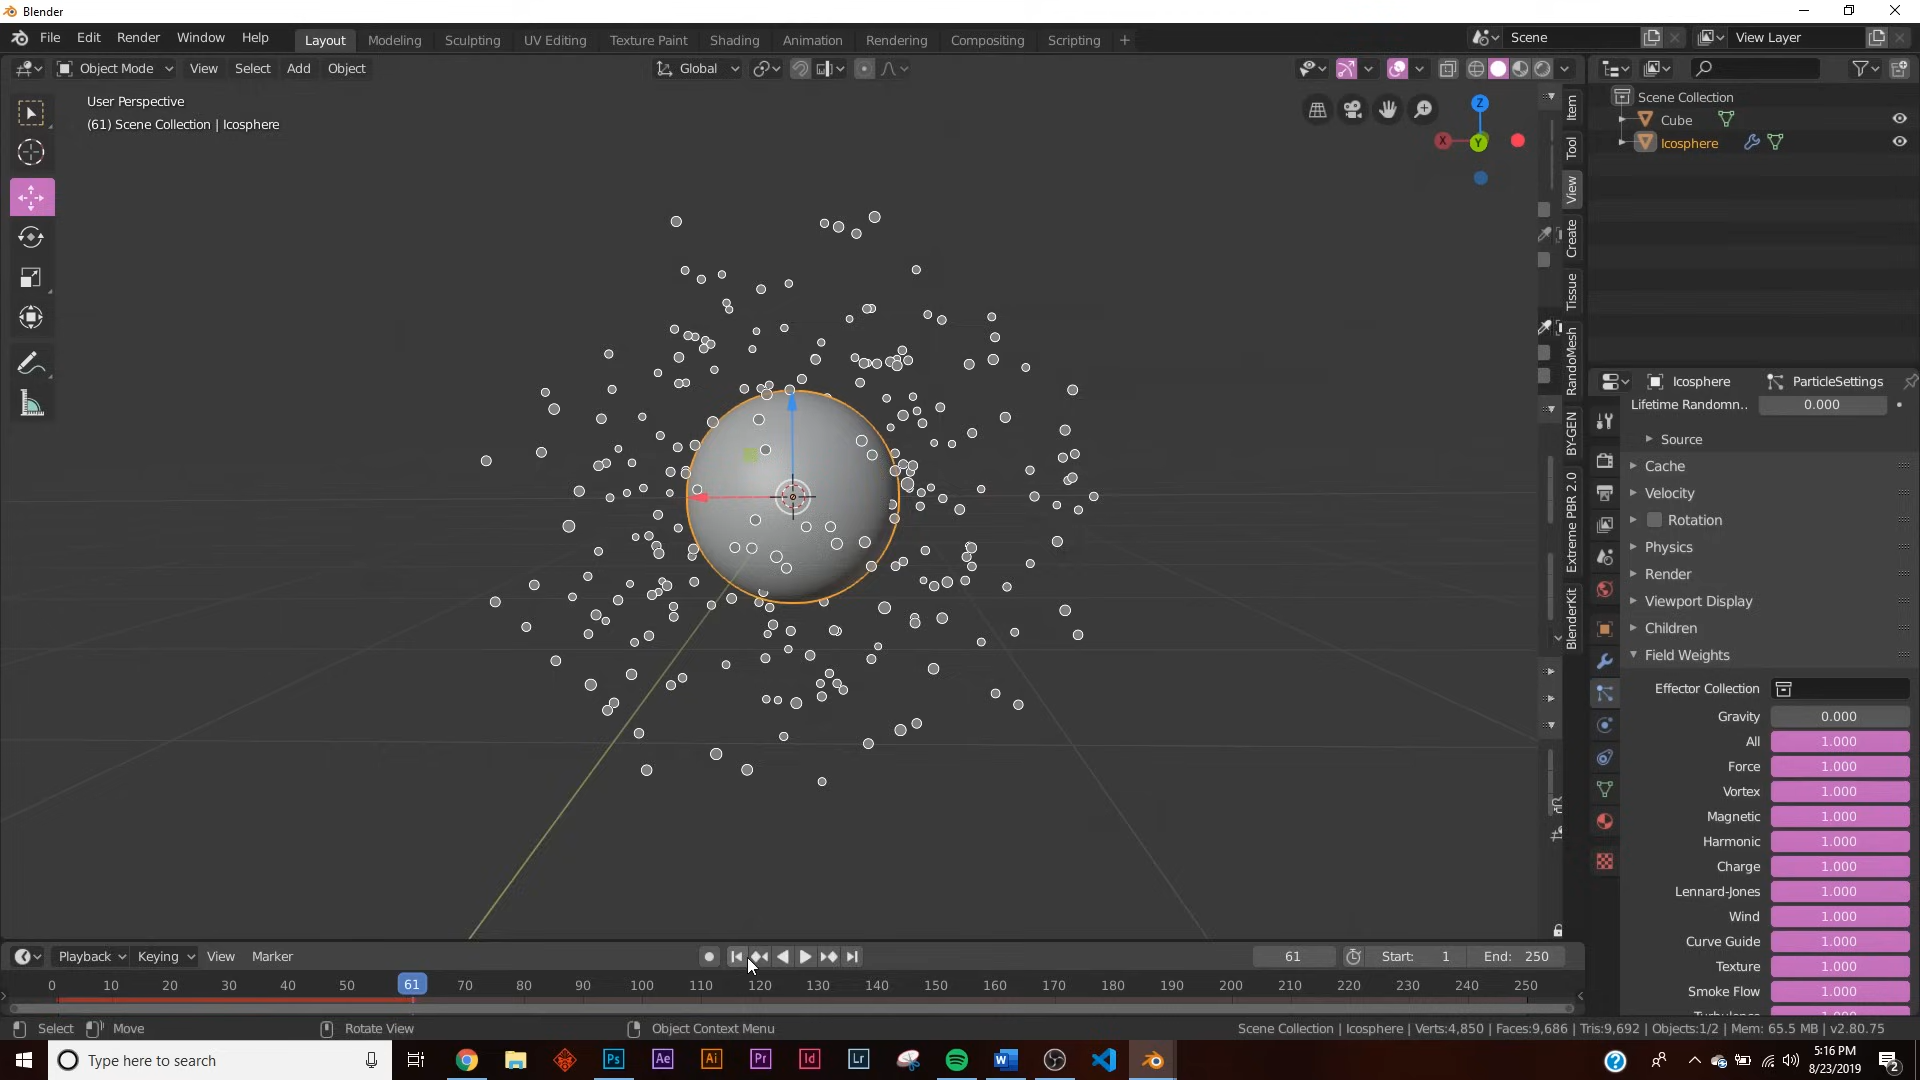 Blender
File Edit Render Window Help Layout Modeling Sculpting UV Editing Texture Paint Shading Animation Rendering Compositing Scripting + Scene View Layer
Object Mode View Select Add Object Global
User Perspective
(61) Scene Collection | Icosphere
Z
X
Y
Item
Tool
View
Create
Tissue
RandoMesh
BY-GEN
Extreme PBR 2.0
BlenderKit
Scene Collection
Cube
Icosphere
Icosphere ParticleSettings
Lifetime Randomn.. 0.000
Source
Cache
Velocity
Rotation
Physics
Render
Viewport Display
Children
Field Weights
Effector Collection
Gravity 0.000
All 1.000
Force 1.000
Vortex 1.000
Magnetic 1.000
Harmonic 1.000
Charge 1.000
Lennard-Jones 1.000
Wind 1.000
Curve Guide 1.000
Texture 1.000
Smoke Flow 1.000
Playback Keying View Marker 61 Start: 1 End: 250
0 10 20 30 40 50 61 70 80 90 100 110 120 130 140 150 160 170 180 190 200 210 220 230 240 250
Select Move Rotate View Object Context Menu Scene Collection | Icosphere | Verts:4,850 | Faces:9,686 | Tris:9,692 | Objects:1/2 | Mem: 65.5 MB | v2.80.75
Type here to search Ps Ae Ai Pr Id Lr W
5:16 PM
8/23/2019
2